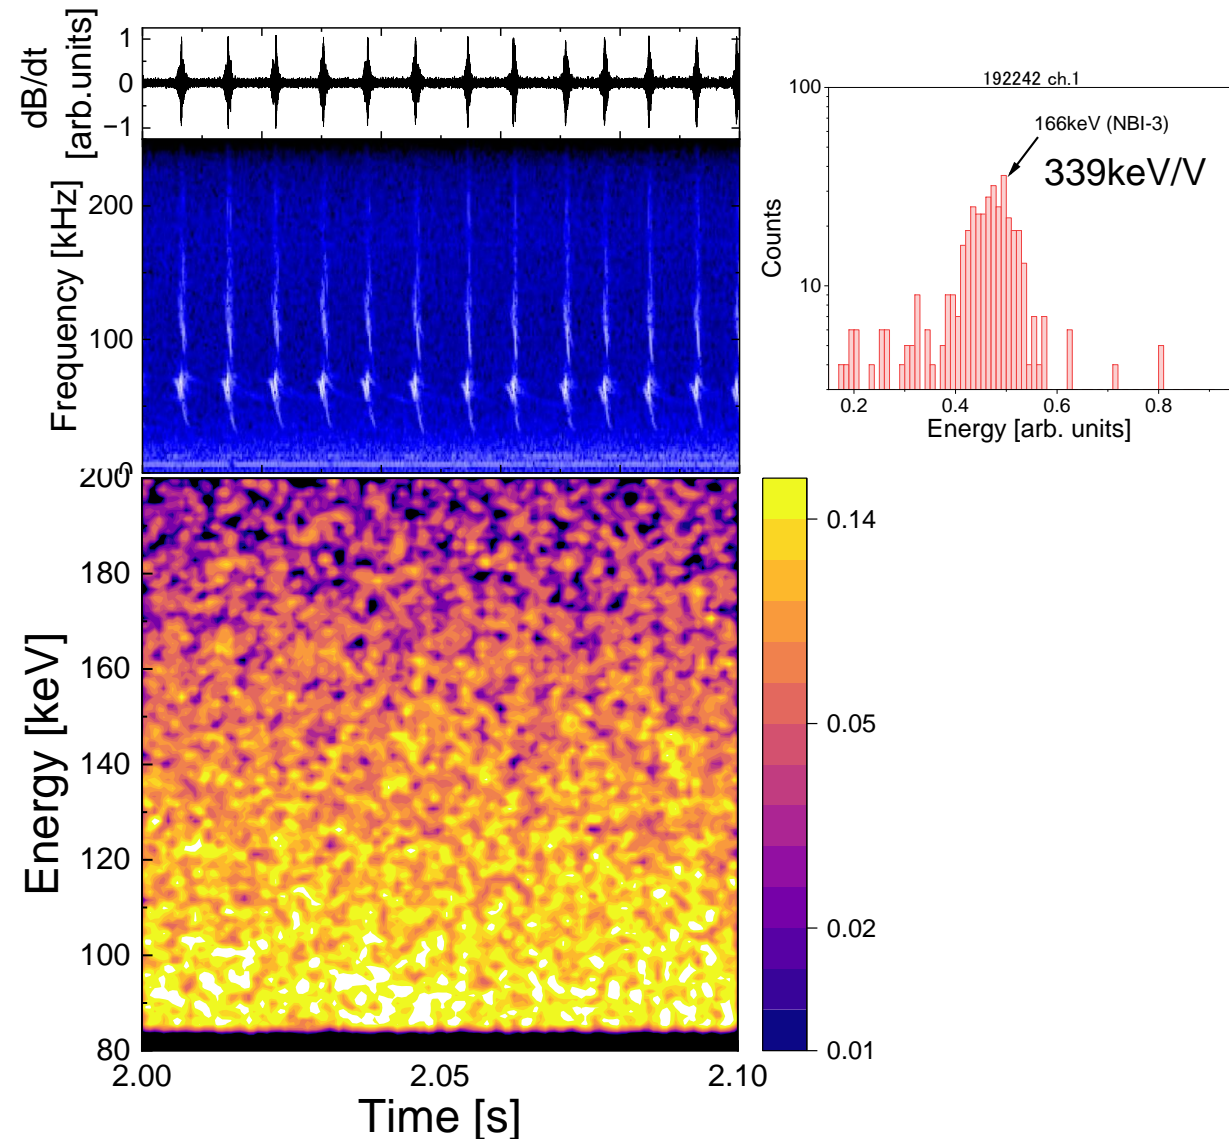 dB/dt
[arb.units]
1
0
−1
Frequency [kHz]
200
100
0
192242 ch.1
100
10
Counts
166keV (NBI-3)
339keV/V
0.2
0.4
0.6
0.8
Energy [arb. units]
Energy [keV]
200
180
160
140
120
100
80
2.00
2.05
2.10
Time [s]
0.14
0.05
0.02
0.01